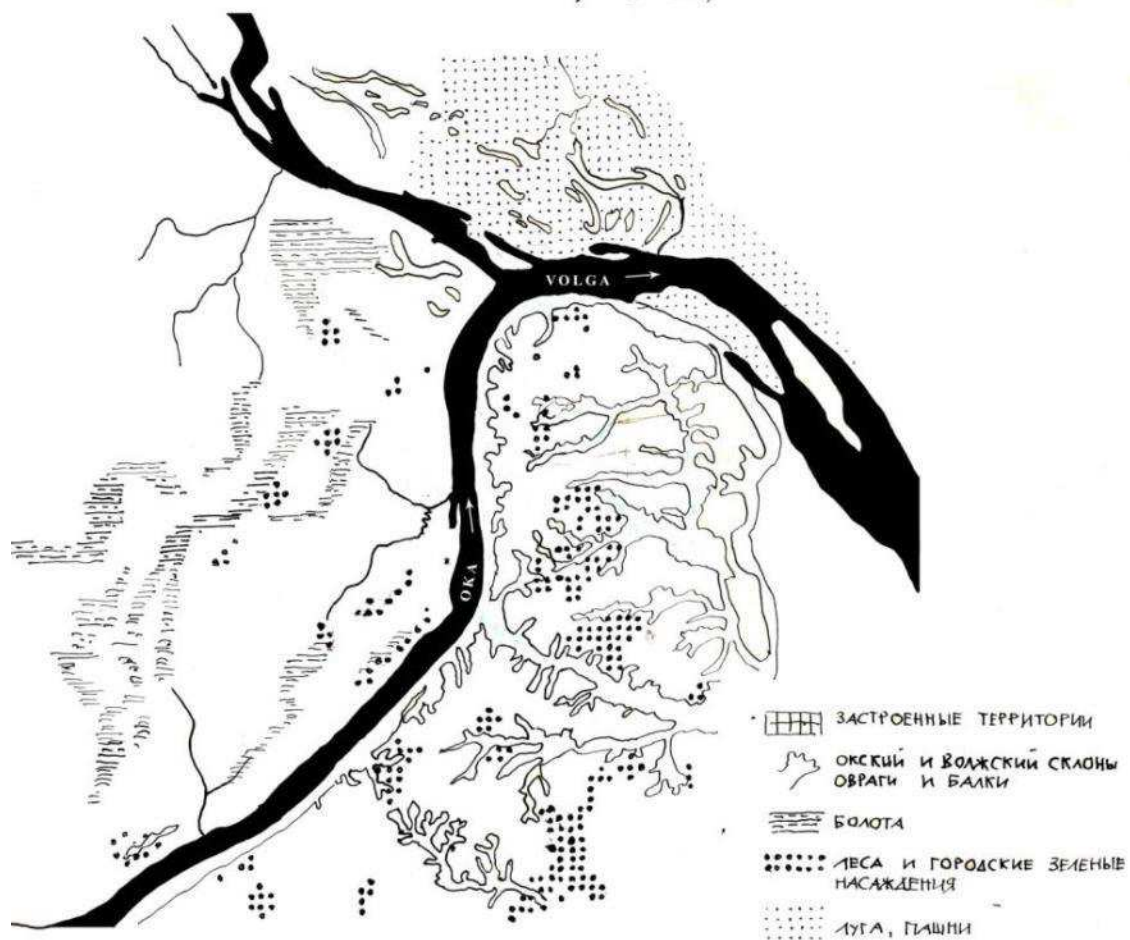 VOLGA
OKA
ЗАСТРОЕННЫЕ ТЕРРИТОРИИ
ОКСКИЙ И ВОЛЖСКИЙ СКЛОНЫ
ОВРАГИ И БАЛКИ
БОЛОТА
ЛЕСА И ГОРОДСКИЕ ЗЕЛЕНЫЕ
НАСАЖДЕНИЯ
ЛУГА, ПАШНИ